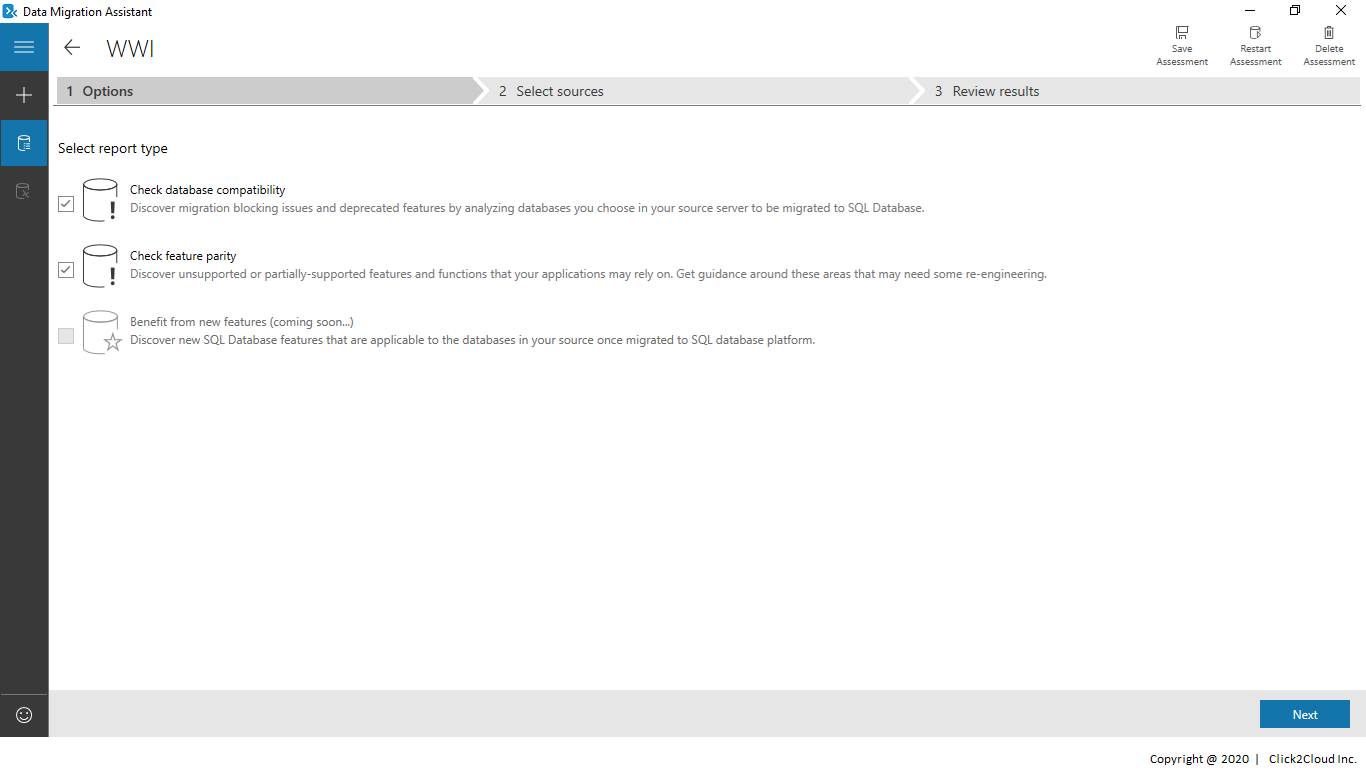 Data Migration Assistant
WWI
Save Assessment
Restart Assessment
Delete Assessment
1 Options
2 Select sources
3 Review results
Select report type
Check database compatibility
Discover migration blocking issues and deprecated features by analyzing databases you choose in your source server to be migrated to SQL Database.
Check feature parity
Discover unsupported or partially-supported features and functions that your applications may rely on. Get guidance around these areas that may need some re-engineering.
Benefit from new features (coming soon...)
Discover new SQL Database features that are applicable to the databases in your source once migrated to SQL database platform.
Next
Copyright @ 2020 | Click2Cloud Inc.